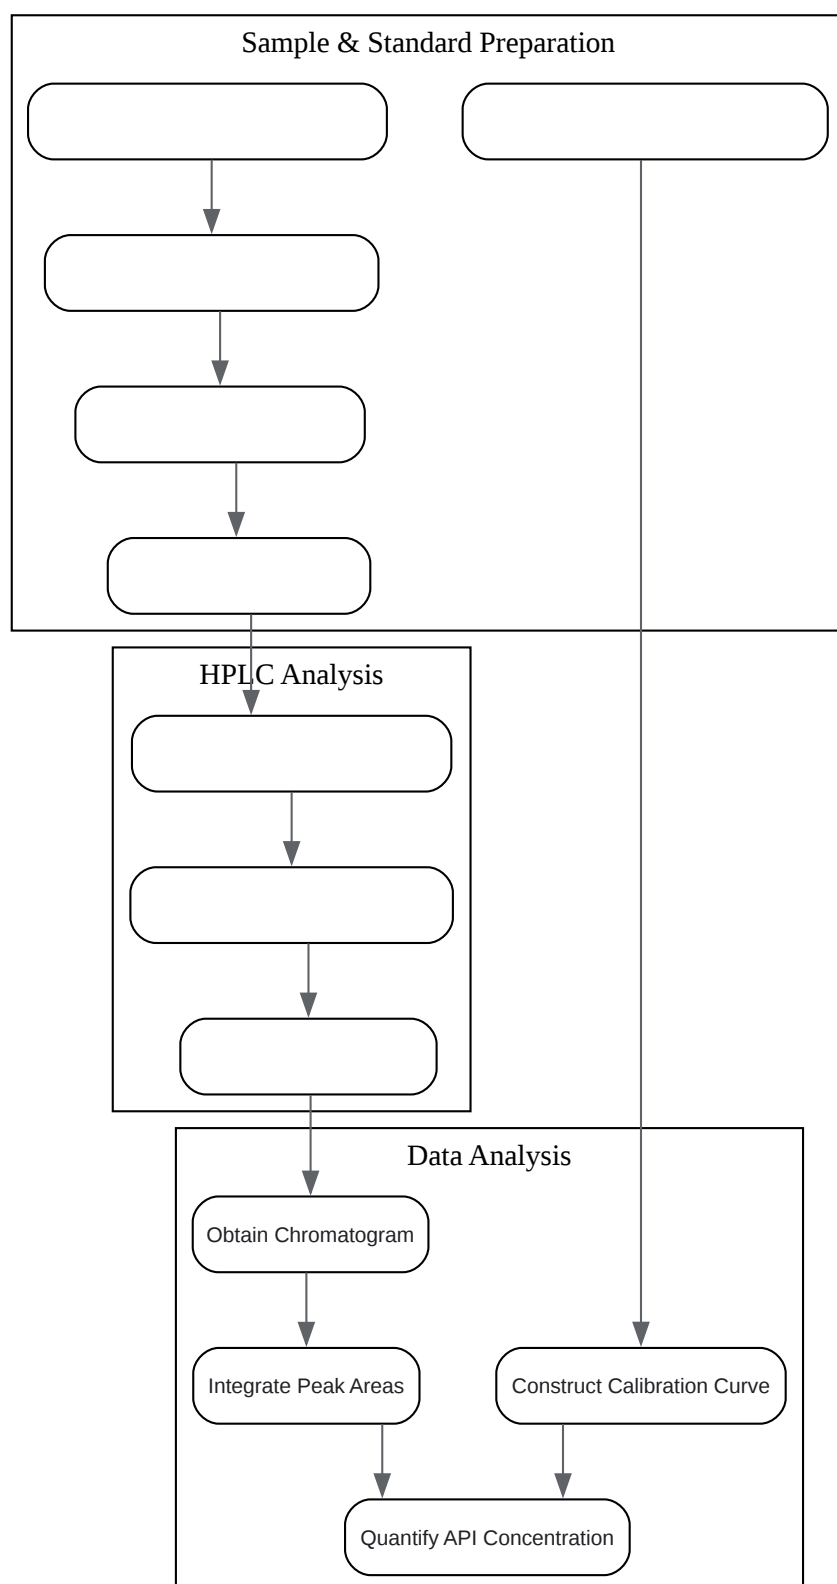 Sample & Standard Preparation
HPLC Analysis
Data Analysis
Obtain Chromatogram
Integrate Peak Areas
Construct Calibration Curve
Quantify API Concentration